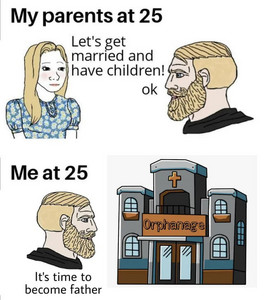 My parents at 25
Let's get
married and
have children!
ok
Me at 25
Orphanage
It's time to
become father